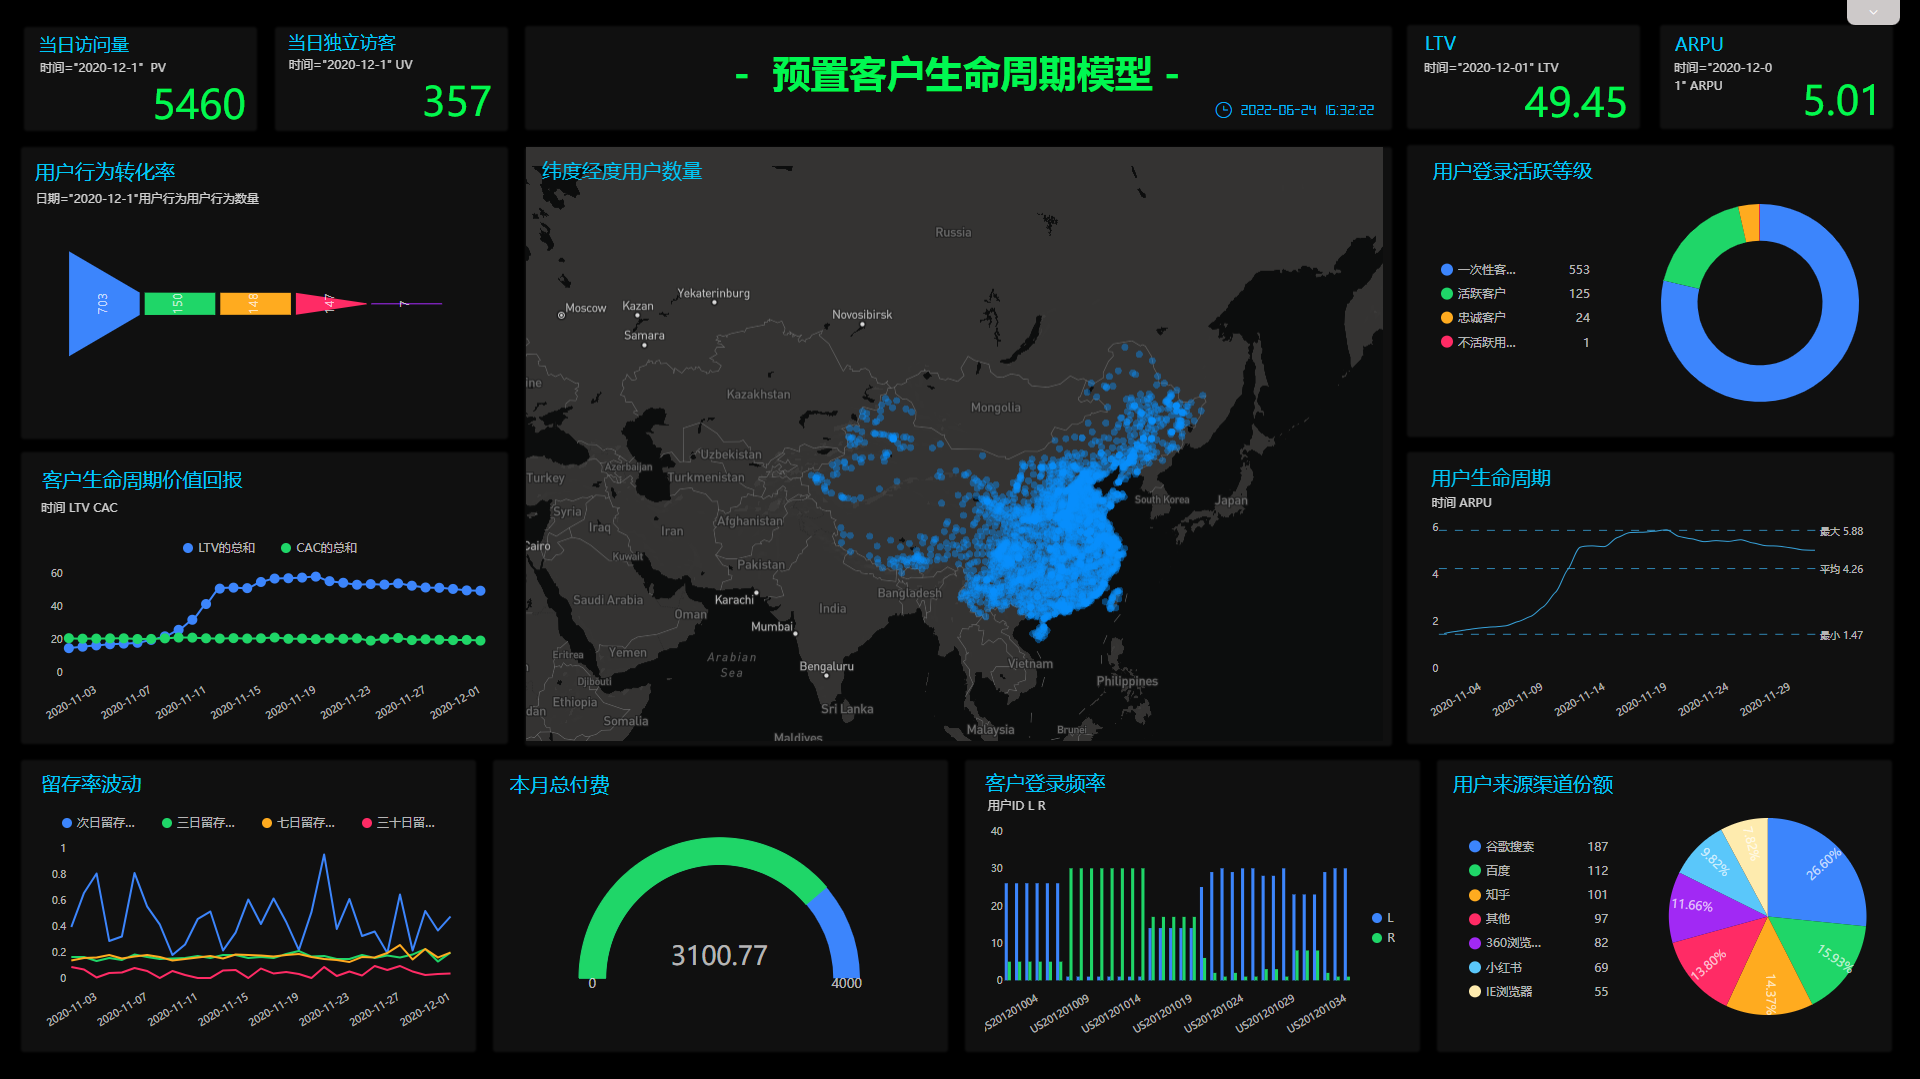 当日访问量
时间="2020-12-1" PV
5460
当日独立访客
时间="2020-12-1" UV
357
- 预置客户生命周期模型 -
2022-06-24 16:32:22
LTV
时间="2020-12-01" LTV
49.45
ARPU
时间="2020-12-0
1" ARPU
5.01
用户行为转化率
日期="2020-12-1"用户行为用户行为数量
703
150
148
147
7
客户生命周期价值回报
时间 LTV CAC
LTV的总和
CAC的总和
60
40
20
0
2020-11-03
2020-11-07
2020-11-11
2020-11-15
2020-11-19
2020-11-23
2020-11-27
2020-12-01
纬度经度用户数量
Russia
Moscow
Kazan
Yekaterinburg
Samara
Novosibirsk
ine
Kazakhstan
Mongolia
Uzbekistan
Azerbaijan
Turkey
Turkmenistan
South Korea
Japan
Syria
Iraq
Iran
Afghanistan
Cairo
Kuwait
Pakistan
Saudi Arabia
Karachi
Oman
India
Bangladesh
Mumbai
Eritrea
Yemen
Arabian
Sea
Bengaluru
Vietnam
Djibouti
Philippines
dan
Ethiopia
Sri Lanka
Somalia
Malaysia
Brunei
Maldives
用户登录活跃等级
一次性客... 553
活跃客户 125
忠诚客户 24
不活跃用... 1
用户生命周期
时间 ARPU
6
4
2
0
最大 5.88
平均 4.26
最小 1.47
2020-11-04
2020-11-09
2020-11-14
2020-11-19
2020-11-24
2020-11-29
留存率波动
次日留存...
三日留存...
七日留存...
三十日留...
1
0.8
0.6
0.4
0.2
0
2020-11-03
2020-11-07
2020-11-11
2020-11-15
2020-11-19
2020-11-23
2020-11-27
2020-12-01
本月总付费
3100.77
0
4000
客户登录频率
用户ID L R
40
30
20
10
0
L
R
JS201201004
US201201009
US201201014
US201201019
US201201024
US201201029
US201201034
用户来源渠道份额
谷歌搜索 187
百度 112
知乎 101
其他 97
360浏览... 82
小红书 69
IE浏览器 55
26.60%
15.93%
14.37%
13.80%
11.66%
9.82%
7.82%